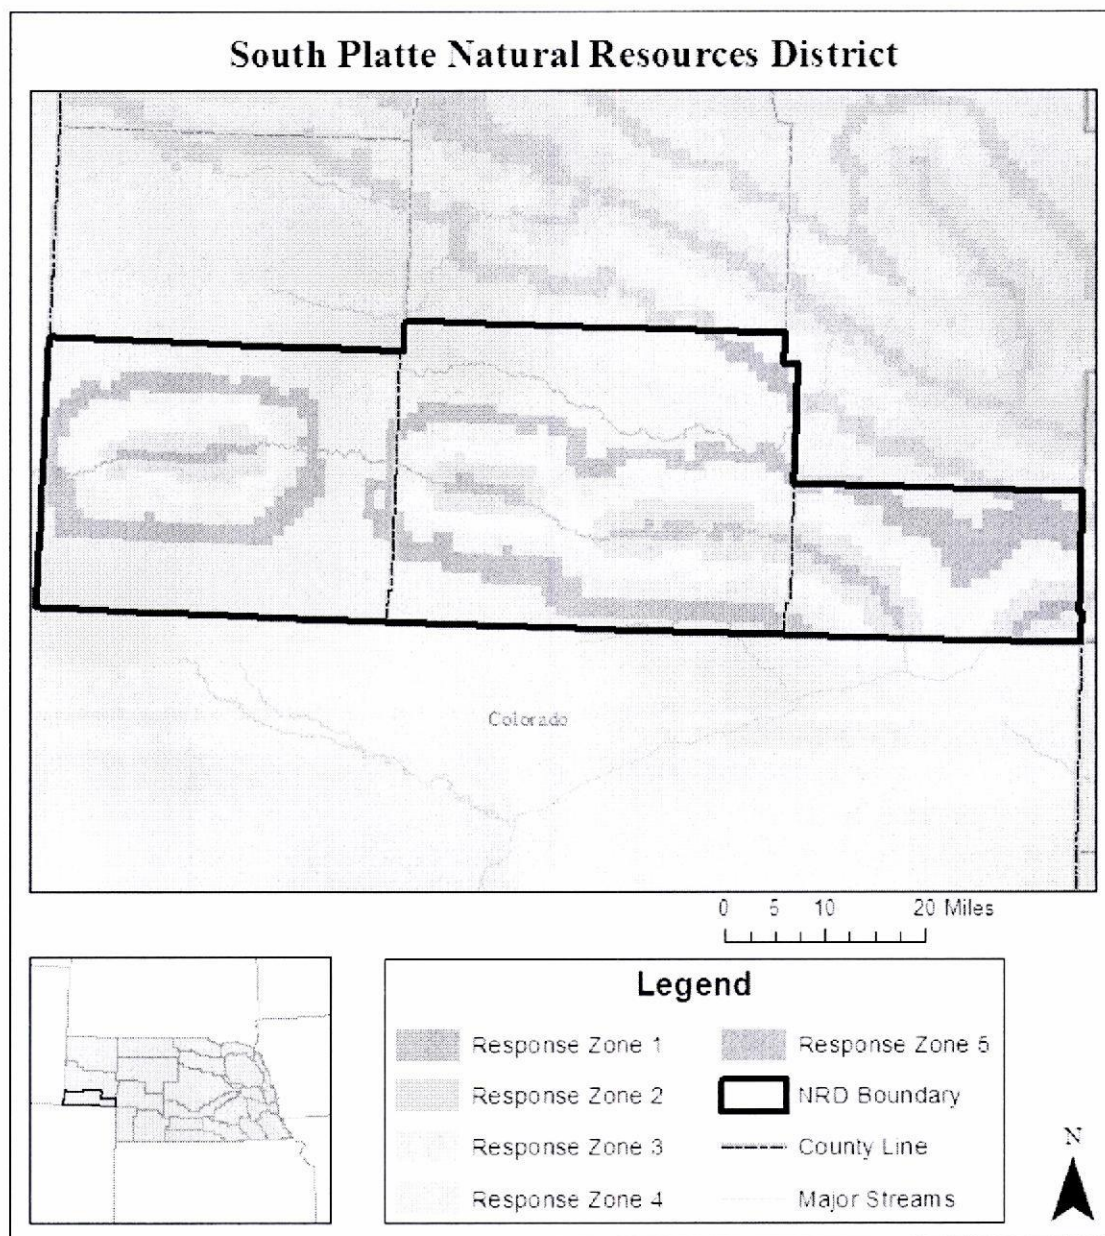 South Platte Natural Resources District
Colorado
0 5 10 20 Miles
Legend
Response Zone 1
Response Zone 2
Response Zone 3
Response Zone 4
Response Zone 5
NRD Boundary
County Line
Major Streams
N